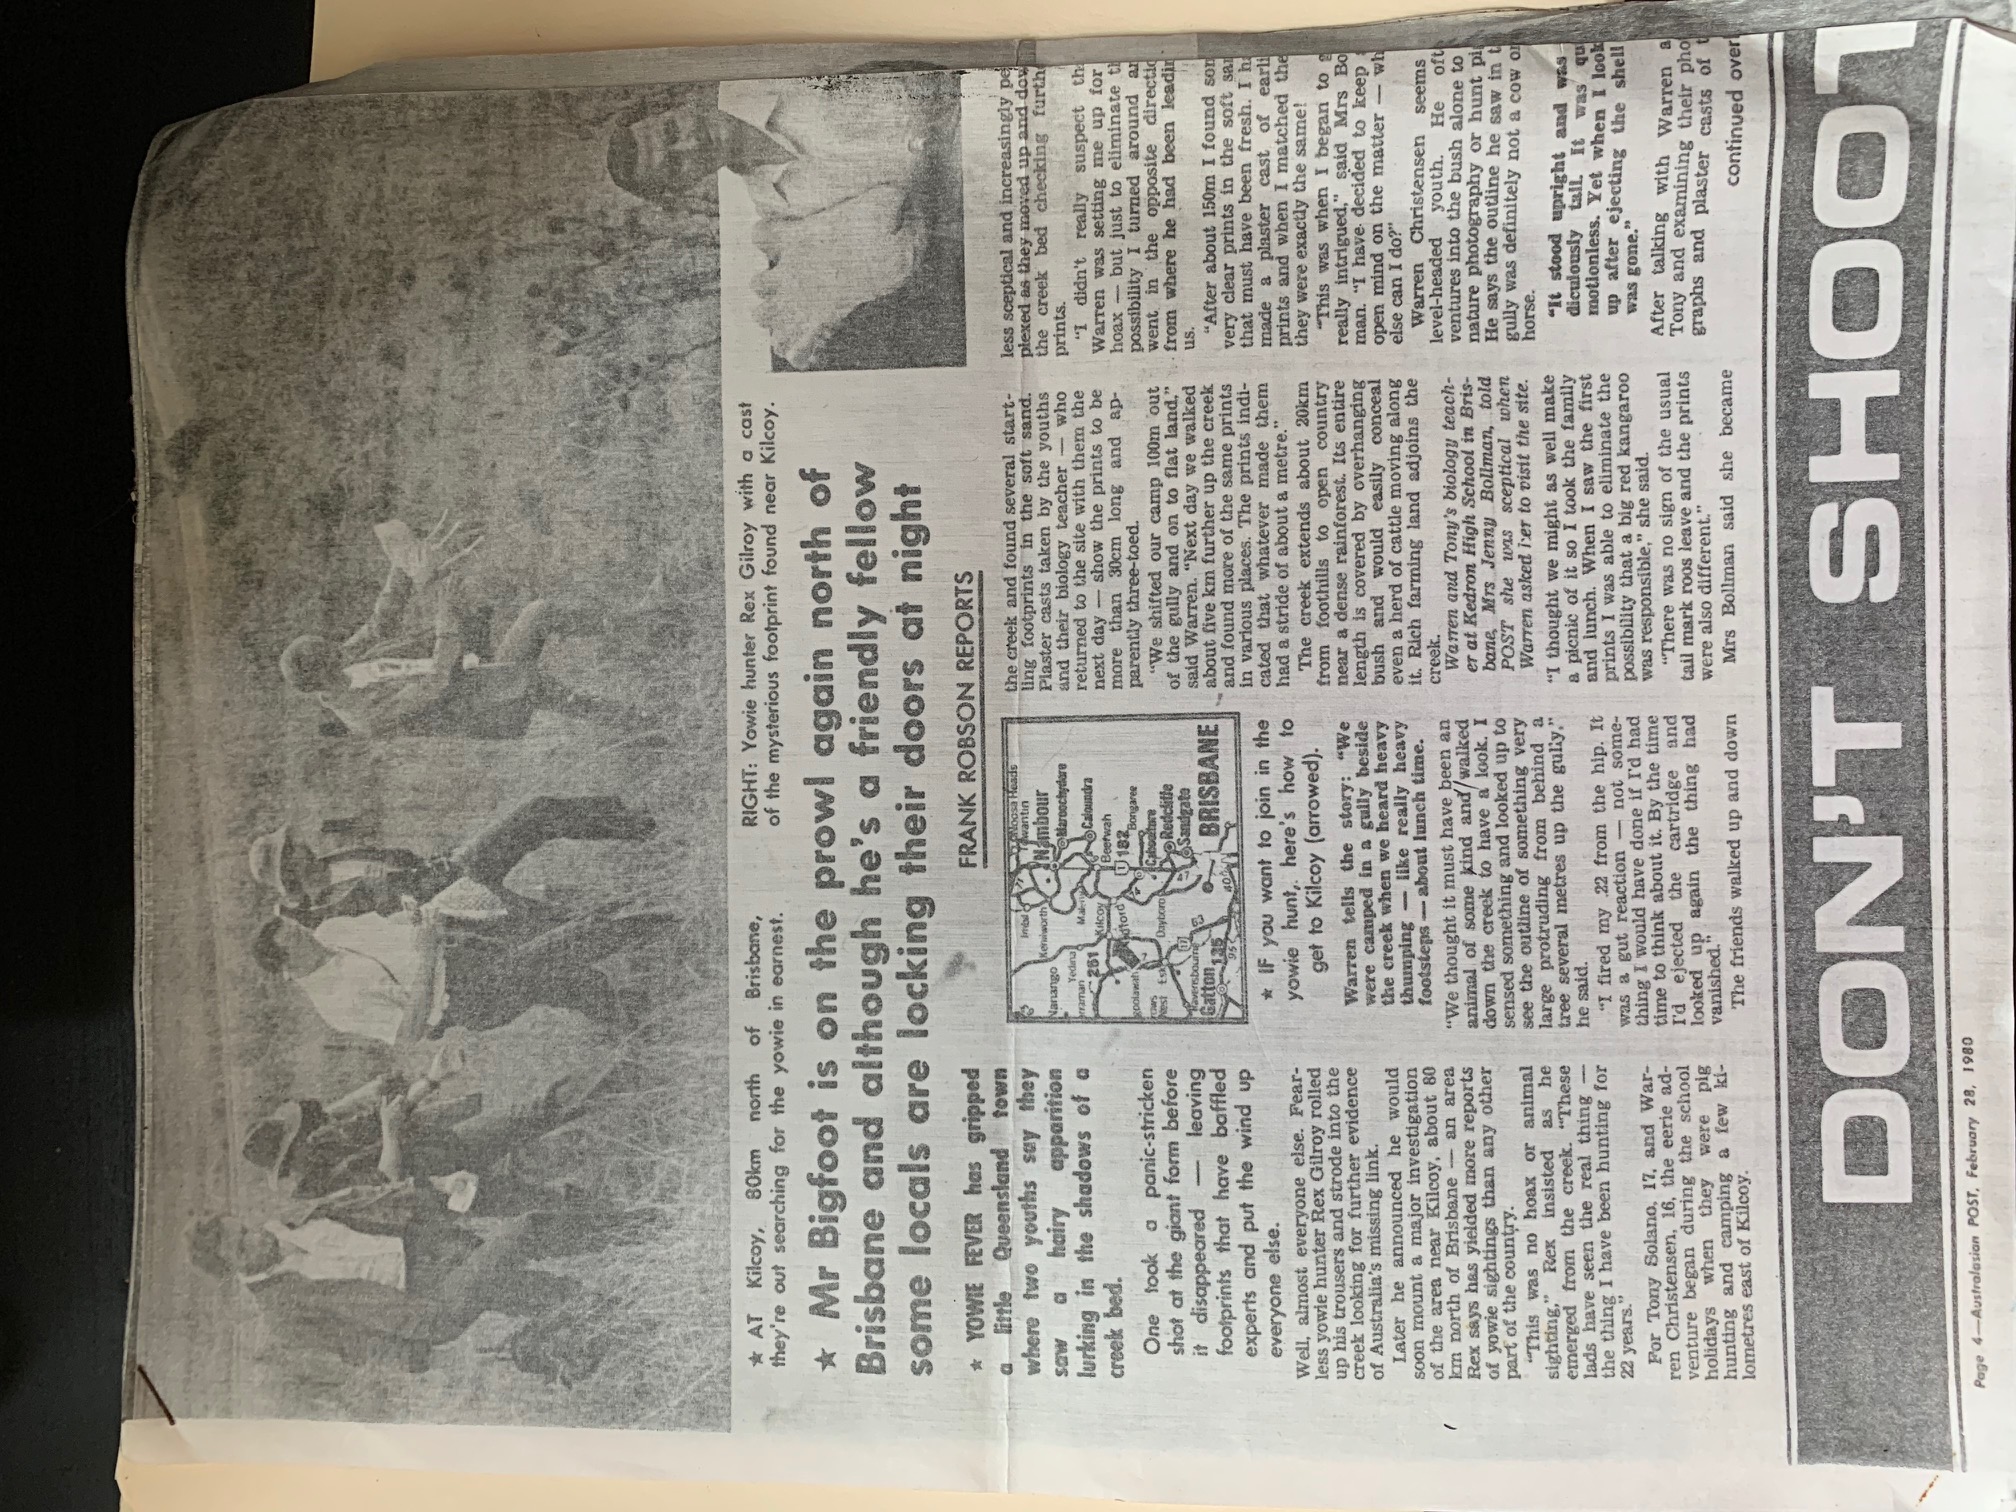 ★ AT Kilcoy, 80km north of Brisbane,
they're out searching for the yowie in earnest.
RIGHT: Yowie hunter Rex Gilroy with a cast
of the mysterious footprint found near Kilcoy.
★ Mr Bigfoot is on the prowl again north of
Brisbane and although he's a friendly fellow
some locals are locking their doors at night
FRANK ROBSON REPORTS
★ YOWIE FEVER has gripped
a little Queensland town
where two youths say they
saw a hairy apparition
lurking in the shadows of a
creek bed.
One took a panic-stricken
shot at the giant form before
it disappeared — leaving
footprints that have baffled
experts and put the wind up
everyone else.
Well, almost everyone else. Fear-
less yowie hunter Rex Gilroy rolled
up his trousers and strode into the
creek looking for further evidence
of Australia's missing link.
Later he announced he would
soon mount a major investigation
of the area near Kilcoy, about 80
km north of Brisbane — an area
Rex says has yielded more reports
of yowie sightings than any other
part of the country.
"This was no hoax or animal
sighting," Rex insisted as he
emerged from the creek. "These
lads have seen the real thing —
the thing I have been hunting for
22 years."
For Tony Solano, 17, and War-
ren Christensen, 16, the eerie ad-
venture began during the school
holidays when they were pig
hunting and camping a few ki-
lometres east of Kilcoy.
Noosa Heads
Tewantin
Nambour
Maroochydore
Caloundra
Beerwah
182
Bongaree
Caboolture
Redcliffe
Sandgate
BRISBANE
Imbil
Kenilworth
Kilcoy
Dayboro
Nanango
Yarraman
261
Ravensbourne
Gatton
135
★ IF you want to join in the
yowie hunt, here's how to
get to Kilcoy (arrowed).
Warren tells the story: "We
were camped in a gully beside
the creek when we heard heavy
thumping — like really heavy
footsteps — about lunch time.
"We thought it must have been an
animal of some kind and walked
down the creek to have a look. I
sensed something and looked up to
see the outline of something very
large protruding from behind a
tree several metres up the gully,"
he said.
"I fired my .22 from the hip. It
was a gut reaction — not some-
thing I would have done if I'd had
time to think about it. By the time
I'd ejected the cartridge and
looked up again the thing had
vanished."
The friends walked up and down
the creek and found several start-
ling footprints in the soft sand.
Plaster casts taken by the youths
and their biology teacher — who
returned to the site with them the
next day — show the prints to be
more than 30cm long and ap-
parently three-toed.
"We shifted our camp 100m out
of the gully and on to flat land,"
said Warren. "Next day we walked
about five km further up the creek
and found more of the same prints
in various places. The prints indi-
cated that whatever made them
had a stride of about a metre."
The creek extends about 20km
from foothills to open country
near a dense rainforest. Its entire
length is covered by overhanging
bush and would easily conceal
even a herd of cattle moving along
it. Rich farming land adjoins the
creek.
Warren and Tony's biology teach-
er at Kedron High School in Bris-
bane, Mrs Jenny Bollman, told
POST she was sceptical when
Warren asked her to visit the site.
"I thought we might as well make
a picnic of it so I took the family
and lunch. When I saw the first
prints I was able to eliminate the
possibility that a big red kangaroo
was responsible," she said.
"There was no sign of the usual
tail mark roos leave and the prints
were also different."
Mrs Bollman said she became
less sceptical and increasingly
plexed as they moved up and
the creek bed checking
prints.
"I didn't really suspect
Warren was setting me up for
hoax — but just to eliminate
possibility I turned around
went in the opposite
from where he had been
us.
"After about 150m I found
very clear prints in the soft
that must have been fresh. I
made a plaster cast of
prints and when I matched
they were exactly the same!
"This was when I began to
really intrigued," said Mrs
man. "I have decided to keep
open mind on the matter —
else can I do?"
Warren Christensen seems
level-headed youth. He
ventures into the bush alone to
nature photography or hunt
He says the outline he saw in
gully was definitely not a cow
horse.
"It stood upright and was
diculously tall. It was
motionless. Yet when I
up after ejecting the shell
was gone."
After talking with Warren
Tony and examining their
graphs and plaster casts of
continued
DON'T SHOOT
Page 4—Australasian POST, February 28, 1980